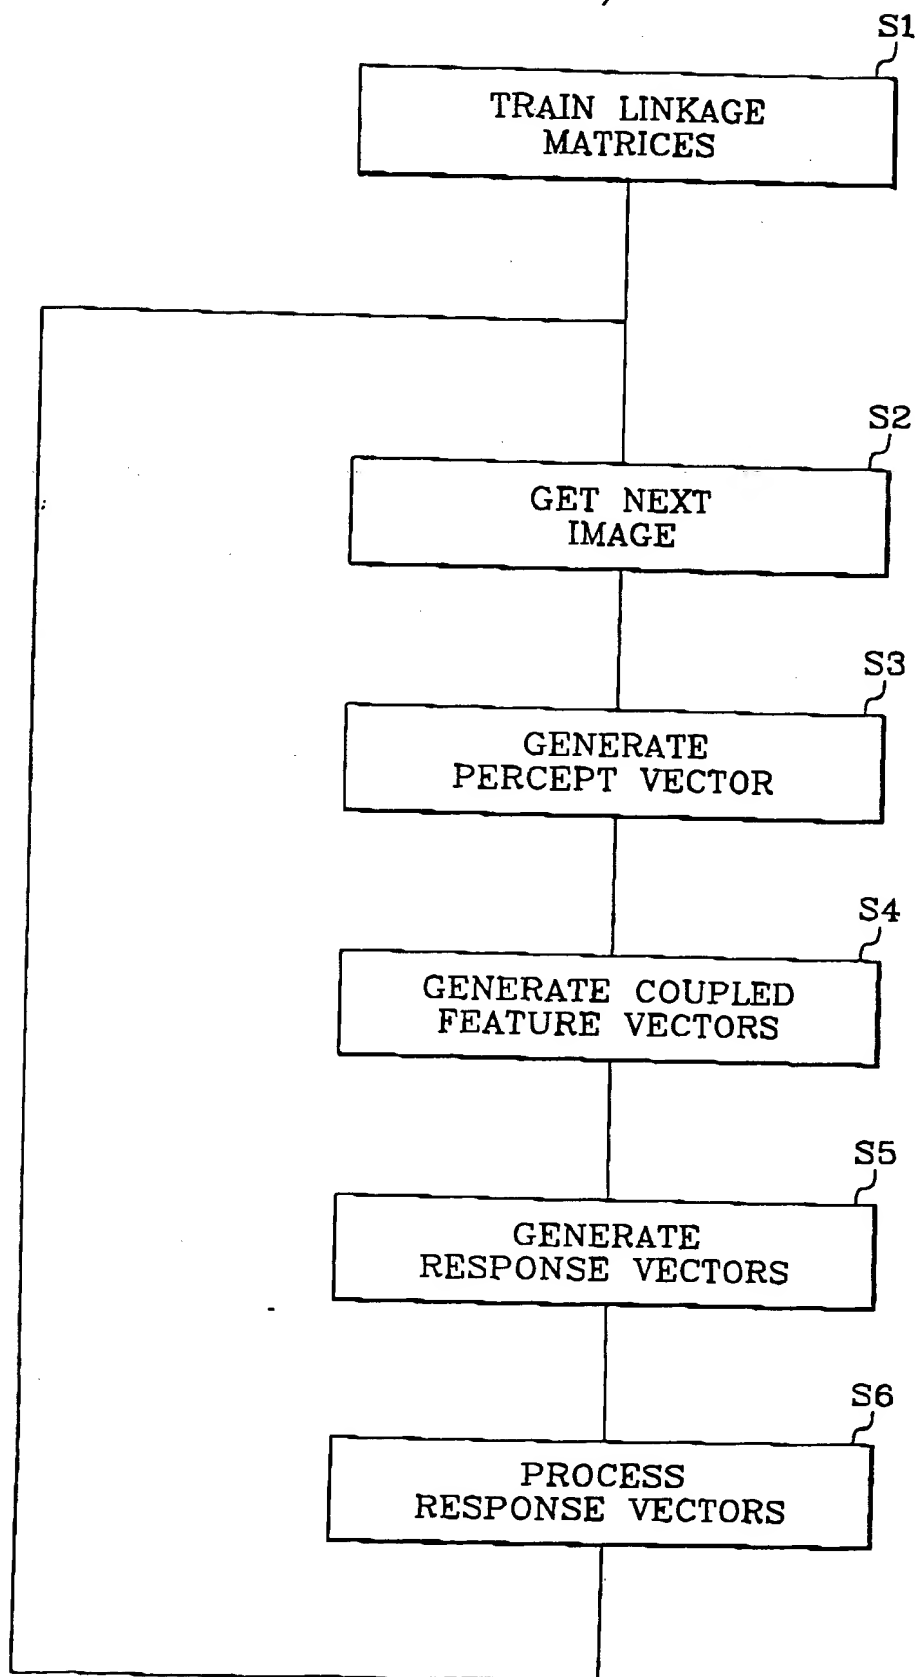 S1
TRAIN LINKAGE
MATRICES
S2
GET NEXT
IMAGE
S3
GENERATE
PERCEPT VECTOR
S4
GENERATE COUPLED
FEATURE VECTORS
S5
GENERATE
RESPONSE VECTORS
S6
PROCESS
RESPONSE VECTORS